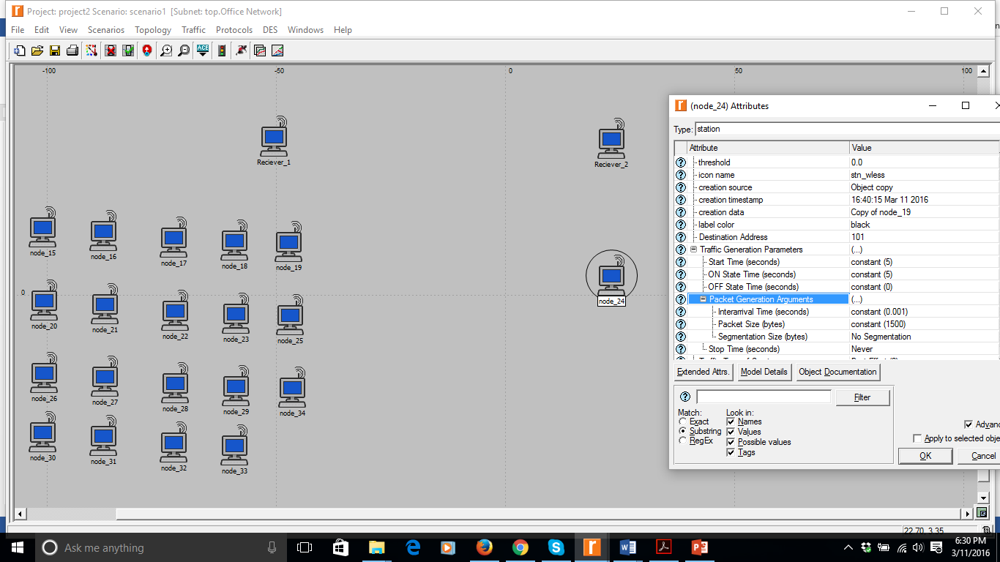 Project: project2 Scenario: scenario1 [Subnet: top.Office Network]
File Edit View Scenarios Topology Traffic Protocols DES Windows Help
ACE
-100 -50 0 50 100
Reciever_1
Reciever_2
node_15
node_16
node_17
node_18
node_19
0
node_24
node_20
node_21
node_22
node_23
node_25
node_26
node_27
node_28
node_29
node_34
node_30
node_31
node_32
node_33
(node_24) Attributes
Type: station
Attribute Value
threshold 0.0
icon name stn_wless
creation source Object copy
creation timestamp 16:40:15 Mar 11 2016
creation data Copy of node_19
label color black
Destination Address 101
Traffic Generation Parameters (...)
Start Time (seconds) constant (5)
ON State Time (seconds) constant (5)
OFF State Time (seconds) constant (0)
Packet Generation Arguments (...)
Interarrival Time (seconds) constant (0.001)
Packet Size (bytes) constant (1500)
Segmentation Size (bytes) No Segmentation
Stop Time (seconds) Never
Extended Attrs. Model Details Object Documentation
Filter
Match: Look in:
Exact Names
Substring Values
RegEx Possible values
Tags
Advanc
Apply to selected obje
OK Cancel
22.70, 3.35
Ask me anything
6:30 PM
3/11/2016